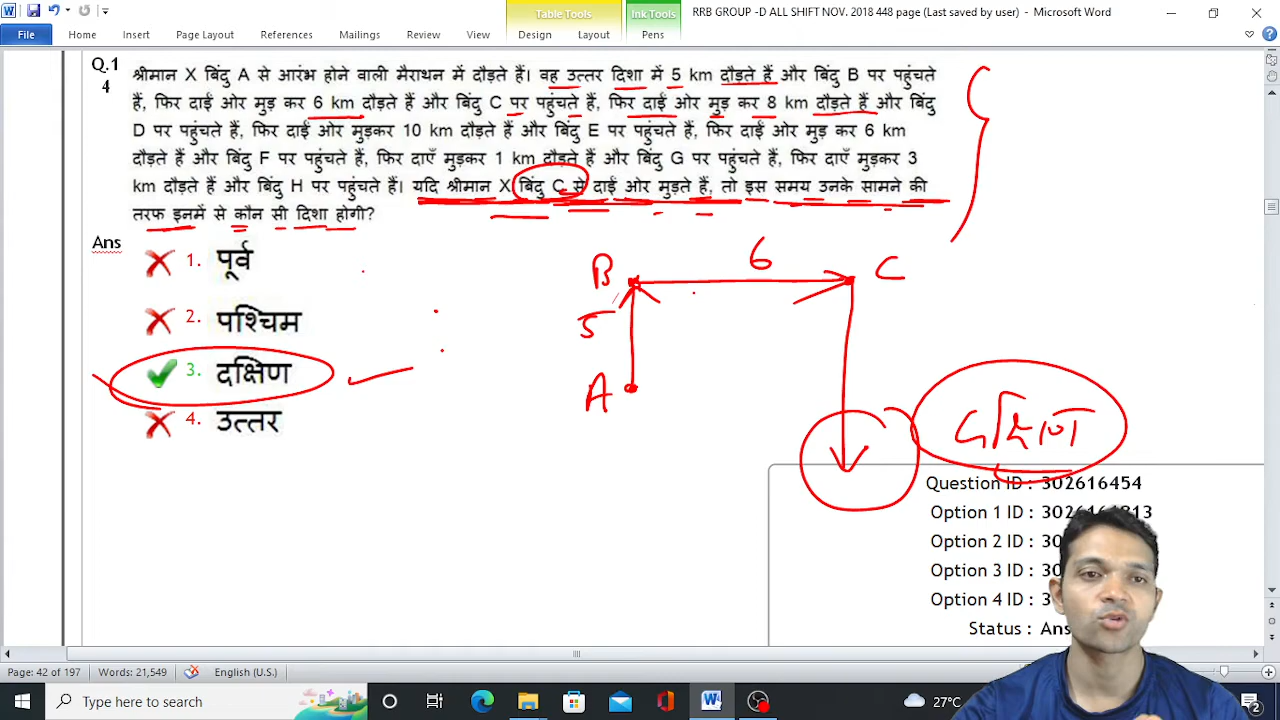 Table Tools
Ink Tools
RRB GROUP -D ALL SHIFT NOV. 2018 448 page (Last saved by user) - Microsoft Word
File Home Insert Page Layout References Mailings Review View Design Layout Pens
Q.1
4
श्रीमान X बिंदु A से आरंभ होने वाली मैराथन में दौड़ते हैं। वह उत्तर दिशा में 5 km दौड़ते हैं और बिंदु B पर पहुंचते
हैं, फिर दाईं ओर मुड़ कर 6 km दौड़ते हैं और बिंदु C पर पहुंचते हैं, फिर दाईं ओर मुड़ कर 8 km दौड़ते हैं और बिंदु
D पर पहुंचते हैं, फिर दाईं ओर मुड़कर 10 km दौड़ते हैं और बिंदु E पर पहुंचते हैं, फिर दाईं ओर मुड़ कर 6 km
दौड़ते हैं और बिंदु F पर पहुंचते हैं, फिर दाएँ मुड़कर 1 km दौड़ते हैं और बिंदु G पर पहुंचते हैं, फिर दाएँ मुड़कर 3
km दौड़ते हैं और बिंदु H पर पहुंचते हैं। यदि श्रीमान X बिंदु C से दाईं ओर मुड़ते हैं, तो इस समय उनके सामने की
तरफ इनमें से कौन सी दिशा होगी?
Ans
1. पूर्व
2. पश्चिम
3. दक्षिण
4. उत्तर
B 6 C
5
A
दक्षिण
Question ID : 302616454
Option 1 ID :
Option 2 ID :
Option 3 ID :
Option 4 ID :
Status :
Page: 42 of 197 Words: 21,549 English (U.S.)
Type here to search
27°C
2